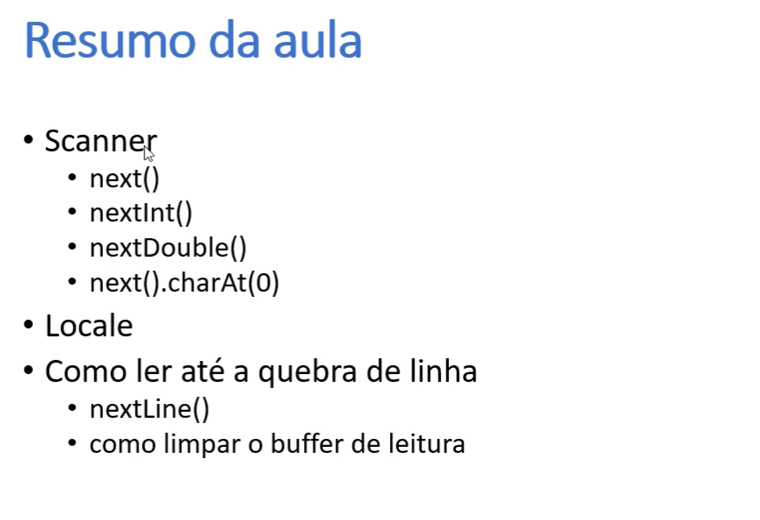 Resumo da aula
• Scanner
• next()
• nextInt()
• nextDouble()
• next().charAt(0)
• Locale
• Como ler até a quebra de linha
• nextLine()
• como limpar o buffer de leitura